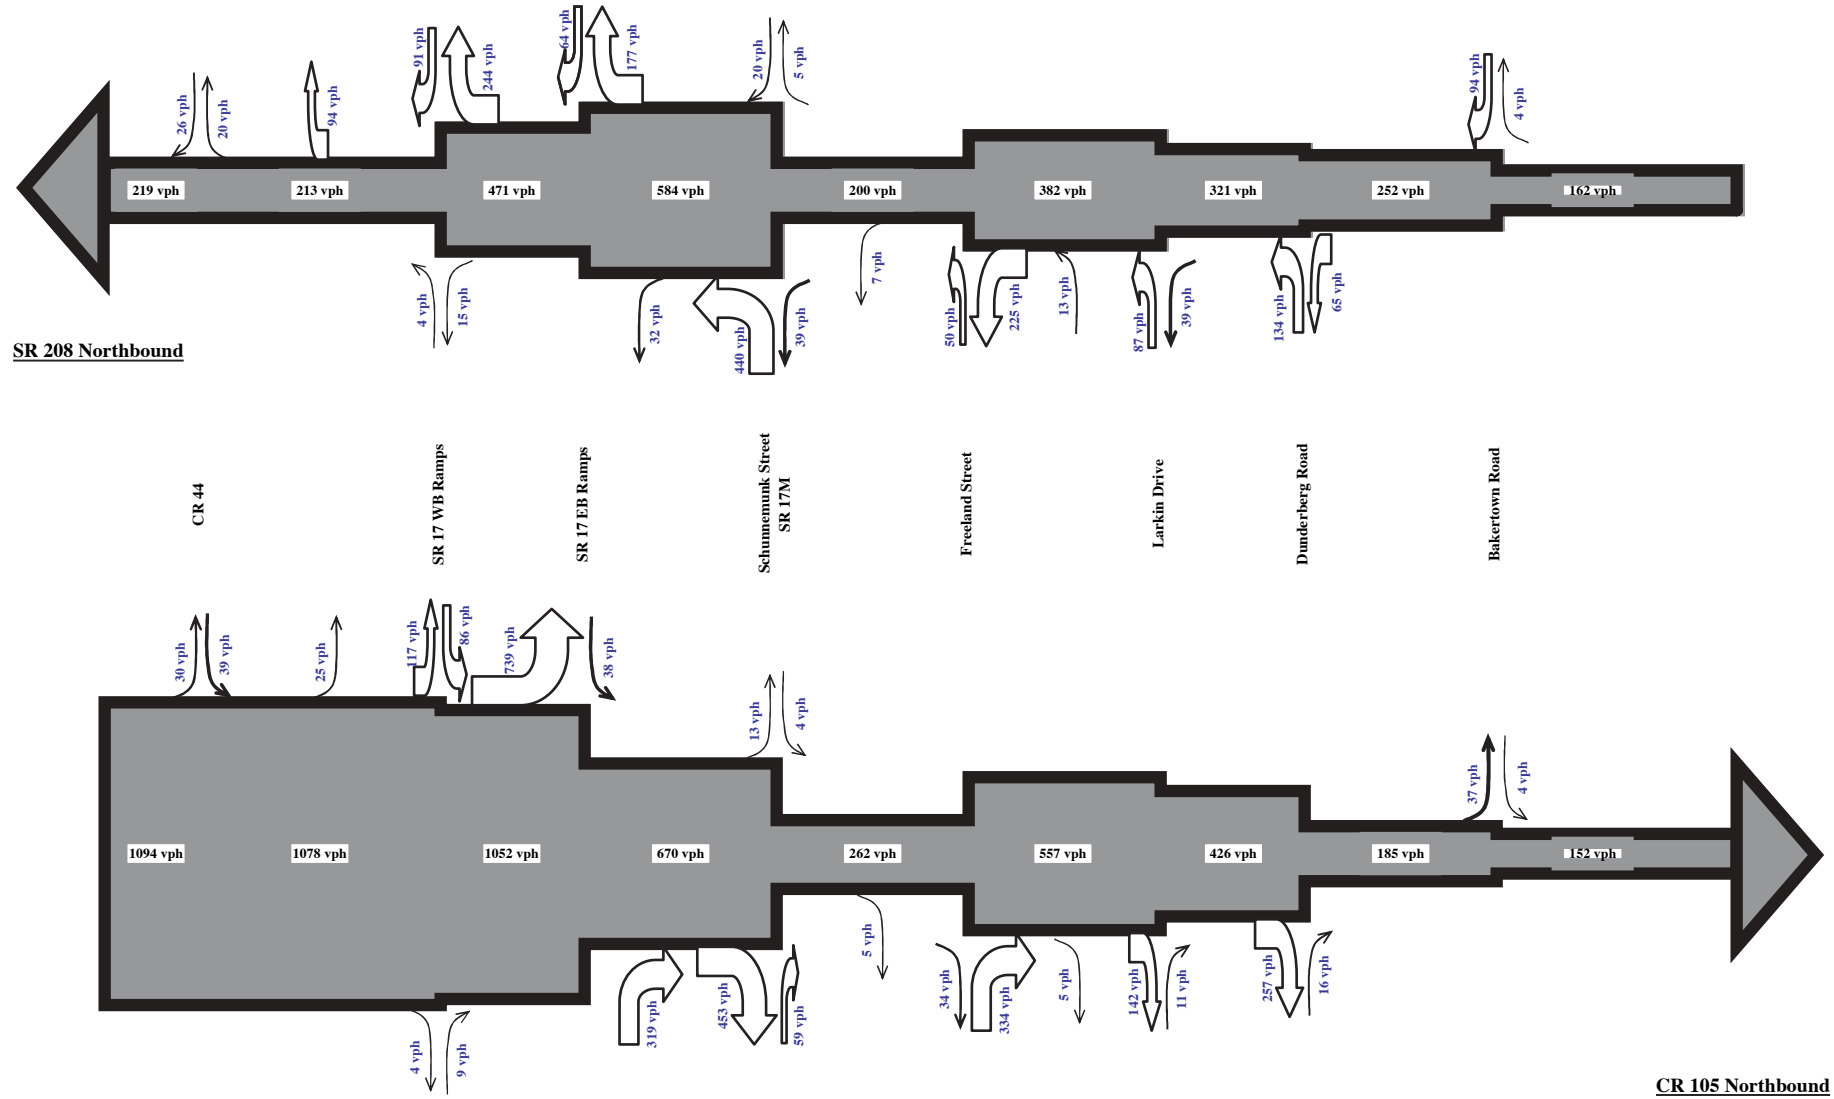 91 vph
244 vph
64 vph
177 vph
20 vph
5 vph
94 vph
4 vph
26 vph
20 vph
94 vph
219 vph
213 vph
471 vph
584 vph
200 vph
382 vph
321 vph
252 vph
162 vph
4 vph
15 vph
32 vph
440 vph
39 vph
7 vph
50 vph
225 vph
13 vph
87 vph
39 vph
134 vph
65 vph
SR 208 Northbound
CR 44
SR 17 WB Ramps
SR 17 EB Ramps
Schunnemunk Street
SR 17M
Freeland Street
Larkin Drive
Dunderberg Road
Bakertown Road
30 vph
39 vph
25 vph
117 vph
86 vph
739 vph
38 vph
13 vph
4 vph
37 vph
4 vph
1094 vph
1078 vph
1052 vph
670 vph
262 vph
557 vph
426 vph
185 vph
152 vph
4 vph
9 vph
319 vph
453 vph
59 vph
5 vph
34 vph
334 vph
5 vph
142 vph
11 vph
257 vph
16 vph
CR 105 Northbound